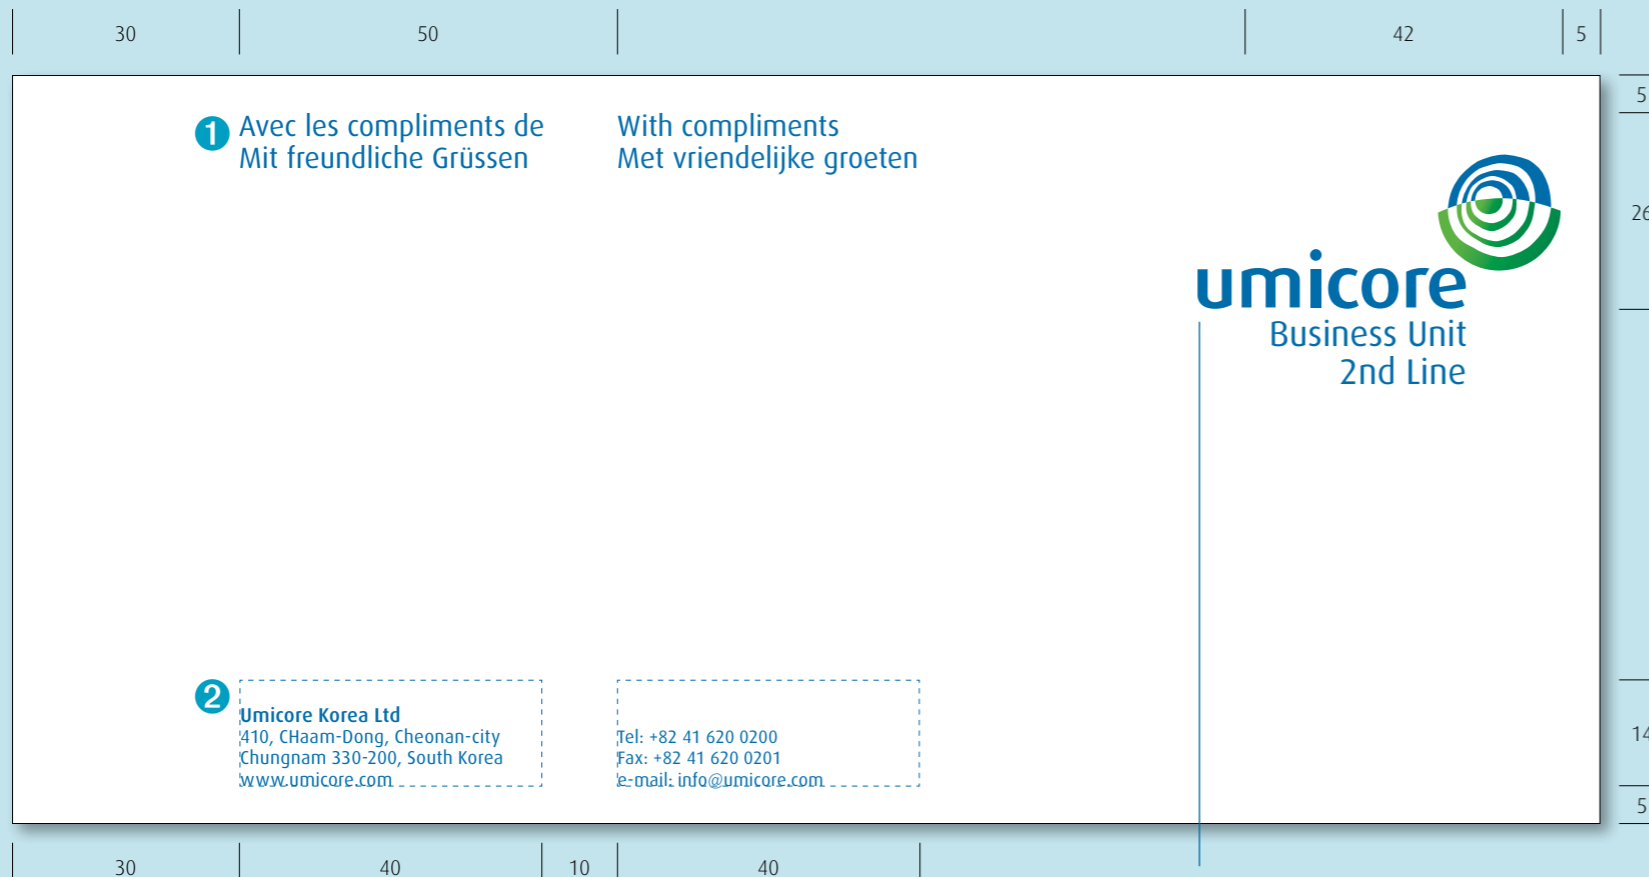 30 50 42 5
5
❶ Avec les compliments de
Mit freundliche Grüssen
With compliments
Met vriendelijke groeten
26
umicore
Business Unit
2nd Line
❷ Umicore Korea Ltd
410, CHaam-Dong, Cheonan-city
Chungnam 330-200, South Korea
www.umicore.com
Tel: +82 41 620 0200
Fax: +82 41 620 0201
e-mail: info@umicore.com
14
5
30 40 10 40